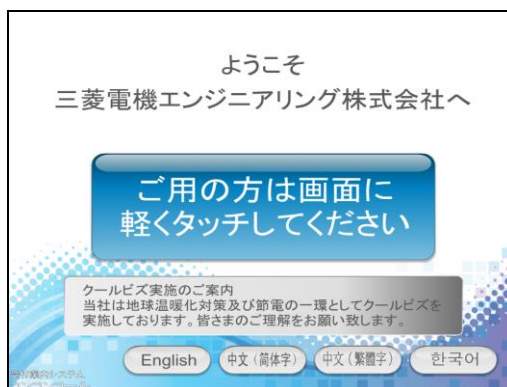 ようこそ
三菱電機エンジニアリング株式会社へ
ご用の方は画面に
軽くタッチしてください
クールビズ実施のご案内
当社は地球温暖化対策及び節電の一環としてクールビズを
実施しております。皆さまのご理解をお願い致します。
English
中文（简体字）
中文（繁體字）
한국어